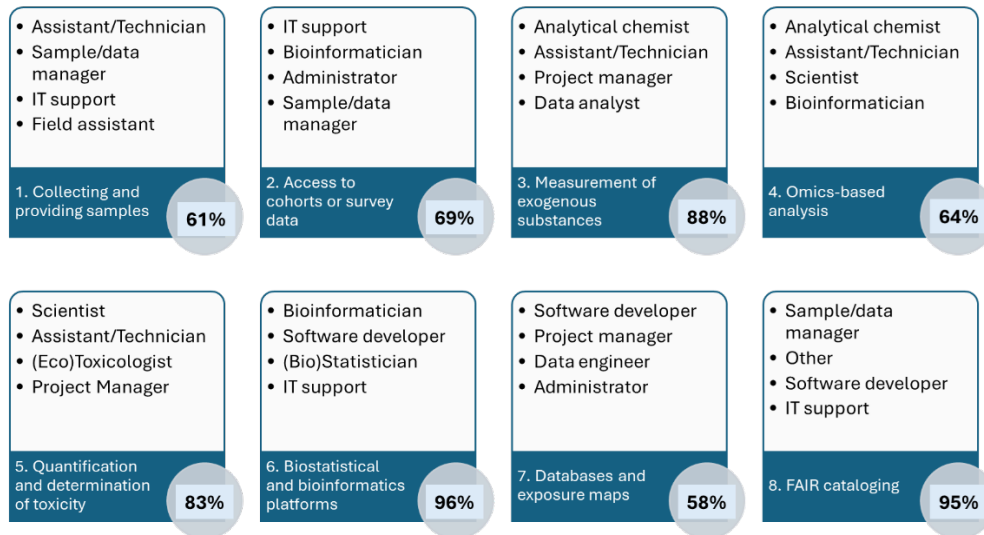 • Assistant/Technician
• Sample/data
manager
• IT support
• Field assistant
1. Collecting and
providing samples
61%
• IT support
• Bioinformatician
• Administrator
• Sample/data
manager
2. Access to
cohorts or survey
data
69%
• Analytical chemist
• Assistant/Technician
• Project manager
• Data analyst
3. Measurement of
exogenous
substances
88%
• Analytical chemist
• Assistant/Technician
• Scientist
• Bioinformatician
4. Omics-based
analysis
64%
• Scientist
• Assistant/Technician
• (Eco)Toxicologist
• Project Manager
5. Quantification
and determination
of toxicity
83%
• Bioinformatician
• Software developer
• (Bio)Statistician
• IT support
6. Biostatistical
and bioinformatics
platforms
96%
• Software developer
• Project manager
• Data engineer
• Administrator
7. Databases and
exposure maps
58%
• Sample/data
manager
• Other
• Software developer
• IT support
8. FAIR cataloging
95%